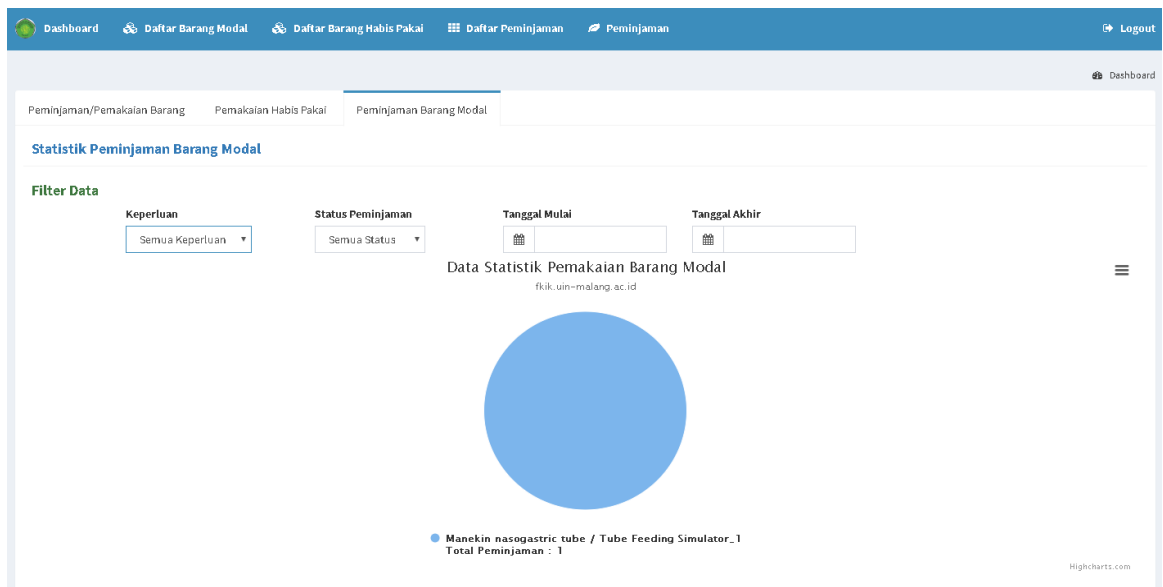 Dashboard Daftar Barang Modal Daftar Barang Habis Pakai Daftar Peminjaman Peminjaman Logout
Dashboard
Peminjaman/Pemakaian Barang Pemakaian Habis Pakai Peminjaman Barang Modal
Statistik Peminjaman Barang Modal
Filter Data
Keperluan Status Peminjaman Tanggal Mulai Tanggal Akhir
Semua Keperluan Semua Status
Data Statistik Pemakaian Barang Modal
fkik.uin-malang.ac.id
Manekin nasogastric tube / Tube Feeding Simulator_1
Total Peminjaman : 1
Highcharts.com